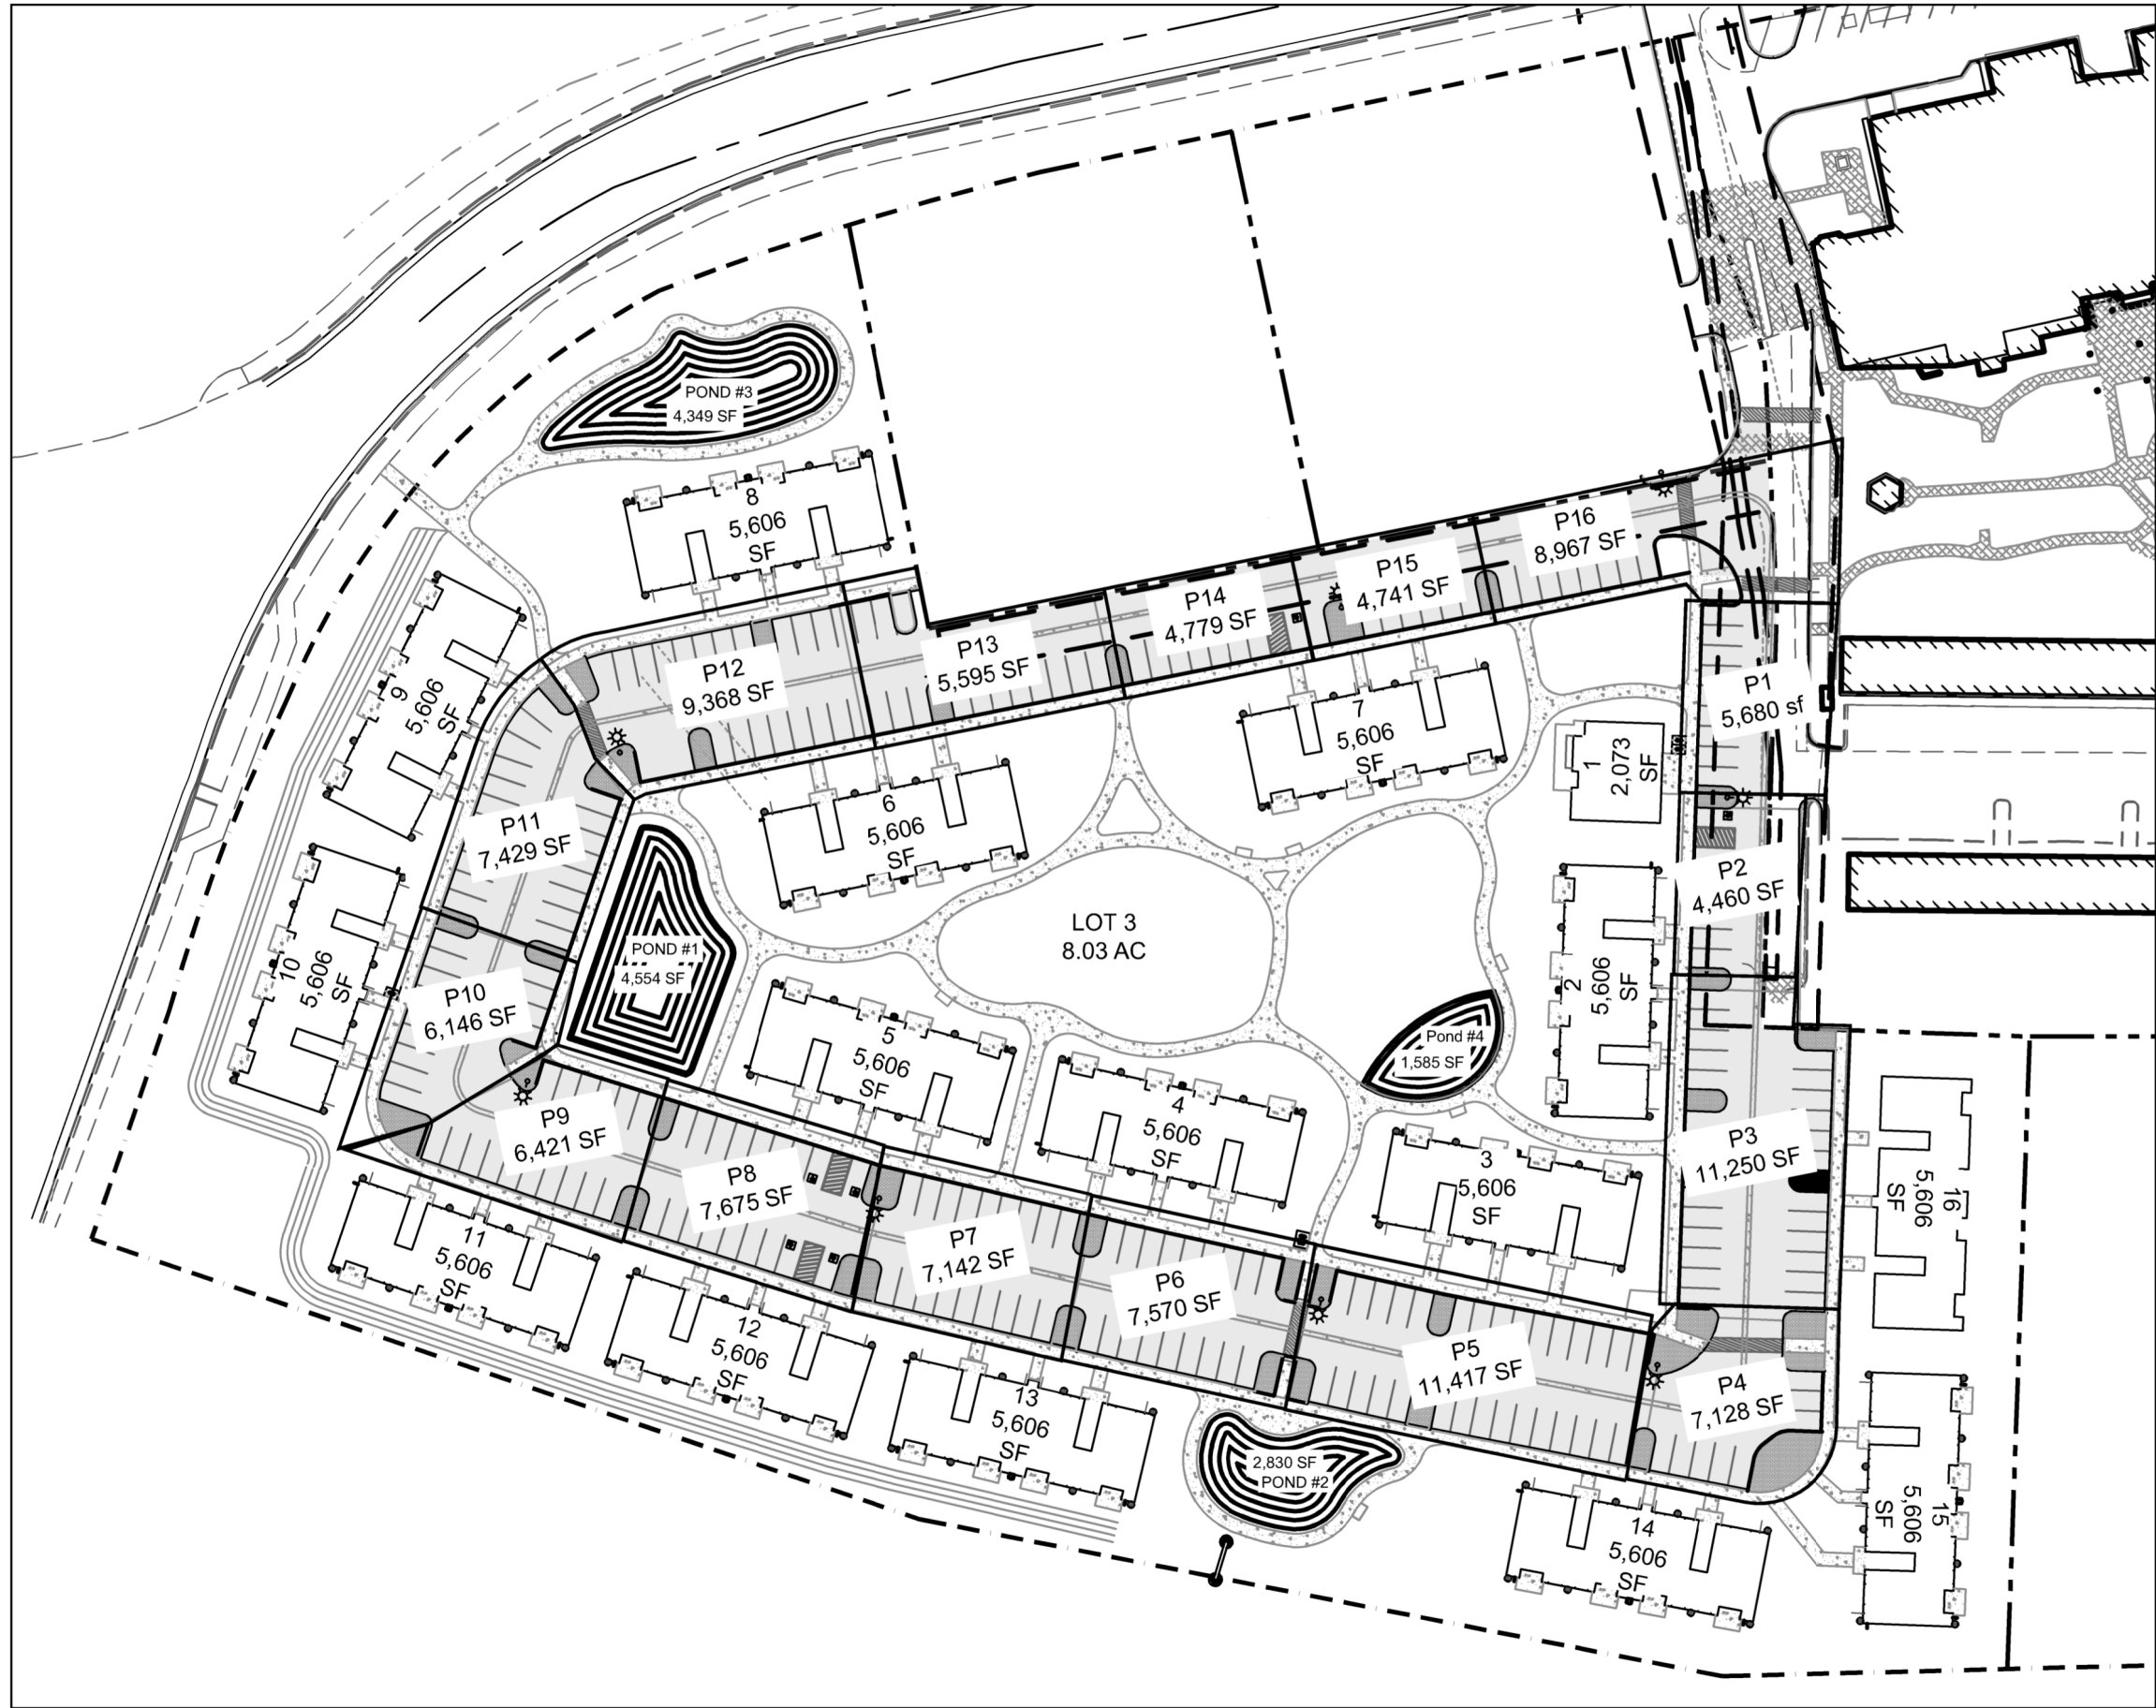 POND #3
4,349 SF
8
5,606
SF
P16
8,967 SF
P15
4,741 SF
P14
4,779 SF
P13
5,595 SF
P12
9,368 SF
9
5,606
SF
7
5,606
SF
P1
5,680 sf
1
2,073
SF
6
5,606
SF
P11
7,429 SF
P2
4,460 SF
LOT 3
8.03 AC
POND #1
4,554 SF
10
5,606
SF
2
5,606
SF
P10
6,146 SF
5
5,606
SF
Pond #4
1,585 SF
4
5,606
SF
P9
6,421 SF
P3
11,250 SF
P8
7,675 SF
3
5,606
SF
16
5,606
SF
11
5,606
SF
P7
7,142 SF
P6
7,570 SF
12
5,606
SF
P5
11,417 SF
P4
7,128 SF
13
5,606
SF
2,830 SF
POND #2
14
5,606
SF
15
5,606
SF